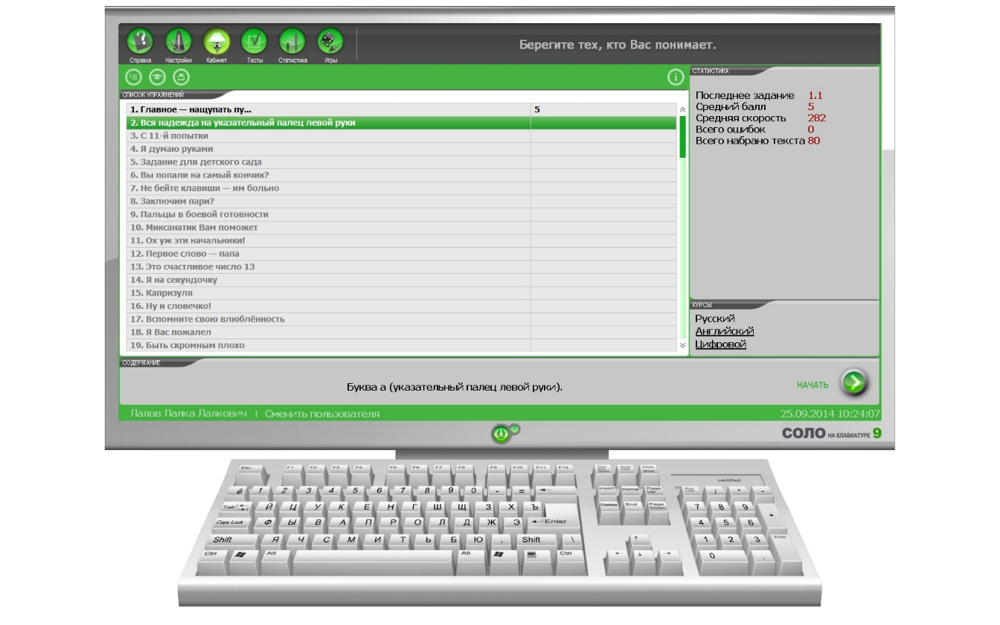 Берегите тех, кто Вас понимает.
Справка Настройки Кабинет Тесты Статистика Игры
СПИСОК УПРАЖНЕНИЙ
1. Главное — нащупать пу... 5
2. Вся надежда на указательный палец левой руки
3. С 11-й попытки
4. Я думаю руками
5. Задание для детского сада
6. Вы попали на самый кончик?
7. Не бейте клавиши — им больно
8. Заключим пари?
9. Пальцы в боевой готовности
10. Миксанатик Вам поможет
11. Ох уж эти начальники!
12. Первое слово — папа
13. Это счастливое число 13
14. Я на секундочку
15. Капризуля
16. Ну и словечко!
17. Вспомните свою влюблённость
18. Я Вас пожалел
19. Быть скромным плохо
СТАТИСТИКА
Последнее задание 1.1
Средний балл 5
Средняя скорость 282
Всего ошибок 0
Всего набрано текста 80
КУРСЫ
Русский
Английский
Цифровой
СОДЕРЖАНИЕ
Буква а (указательный палец левой руки).
НАЧАТЬ
Лалов Лалка Лалкович | Сменить пользователя
25.09.2014 10:24:07
СОЛО НА КЛАВИАТУРЕ 9
Esc F1 F2 F3 F4 F5 F6 F7 F8 F9 F10 F11 F12
certified
ё 1 2 3 4 5 6 7 8 9 0 - = Insert Home Page Up / * -
Tab Й Ц У К Е Н Г Ш Щ З Х Ъ Delete End Page Down 7 8 9 +
Caps Lock Ф Ы В А П Р О Л Д Ж Э Enter 4 5 6
Shift Я Ч С М И Т Ь Б Ю , Shift \ 1 2 3 Enter
Ctrl Alt Alt Ctrl 0 .